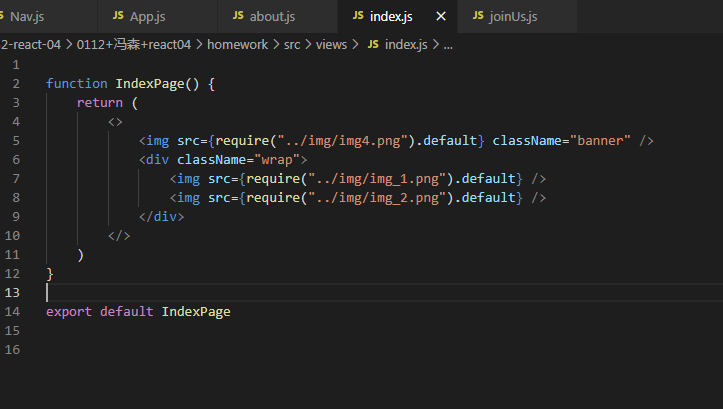 JS Nav.js JS App.js JS about.js JS index.js × JS joinUs.js
2-react-04 > 0112+冯森+react04 > homework > src > views > JS index.js > ...
1
2 function IndexPage() {
3 return (
4 <>
5 <img src={require("../img/img4.png").default} className="banner" />
6 <div className="wrap">
7 <img src={require("../img/img_1.png").default} />
8 <img src={require("../img/img_2.png").default} />
9 </div>
10 </>
11 )
12 }
13
14 export default IndexPage
15
16